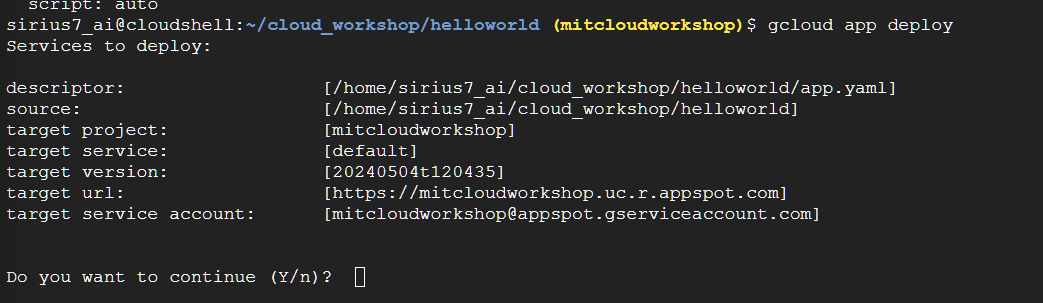 script: auto
sirius7_ai@cloudshell:~/cloud_workshop/helloworld (mitcloudworkshop)$ gcloud app deploy
Services to deploy:
descriptor: [/home/sirius7_ai/cloud_workshop/helloworld/app.yaml]
source: [/home/sirius7_ai/cloud_workshop/helloworld]
target project: [mitcloudworkshop]
target service: [default]
target version: [20240504t120435]
target url: [https://mitcloudworkshop.uc.r.appspot.com]
target service account: [mitcloudworkshop@appspot.gserviceaccount.com]
Do you want to continue (Y/n)?